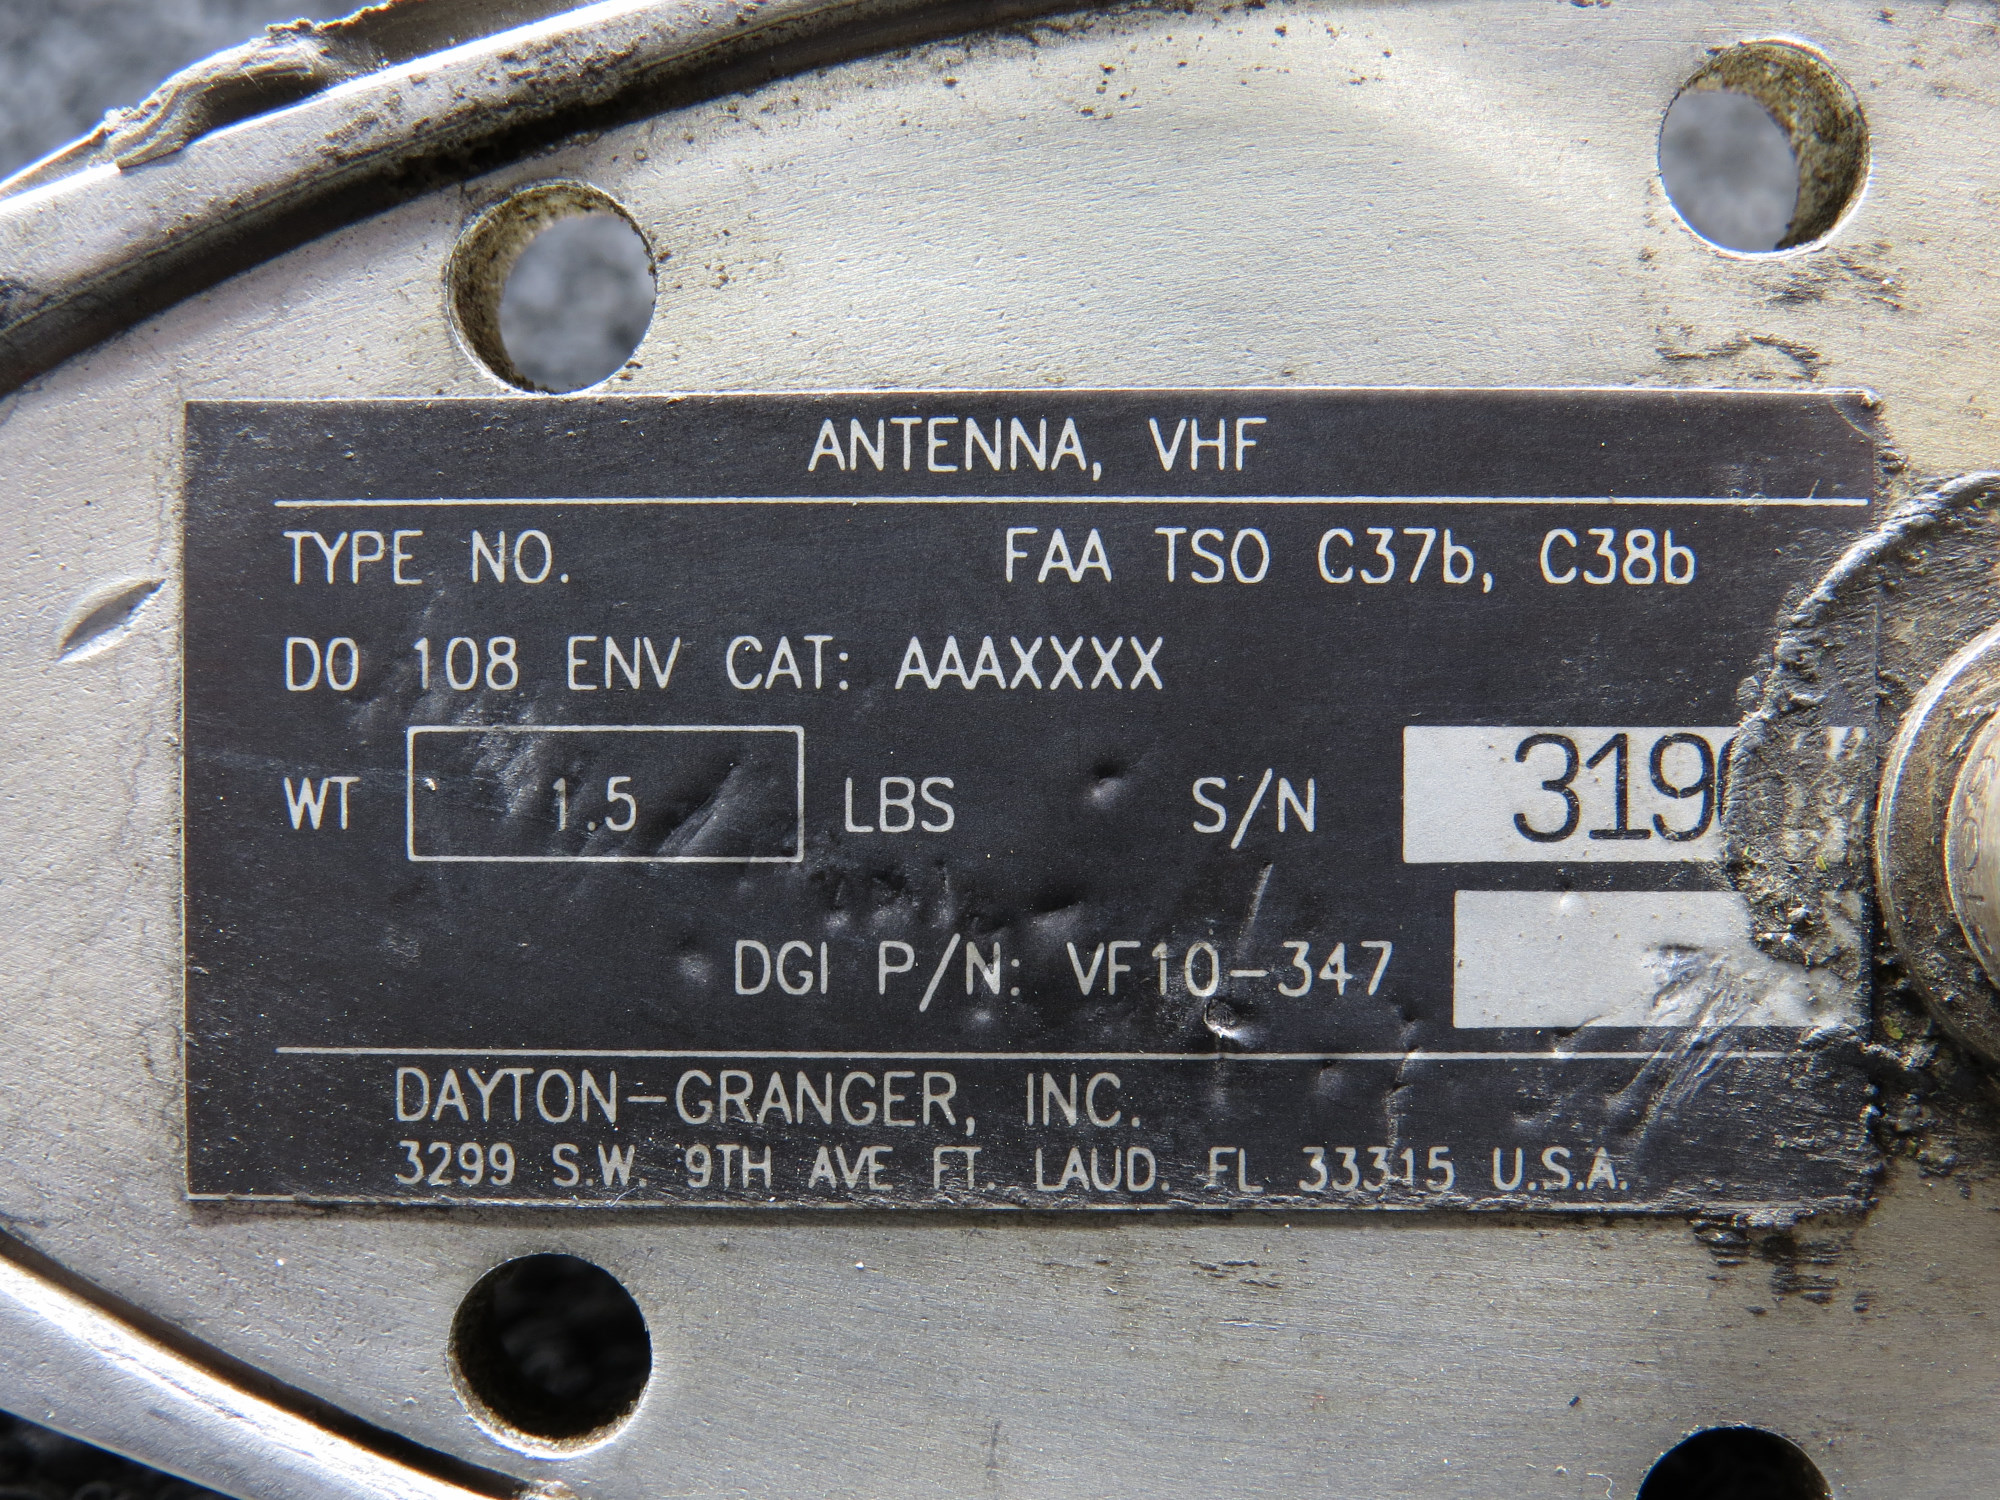 ANTENNA, VHF
TYPE NO. FAA TSO C37b, C38b
DO 108 ENV CAT: AAAXXXX
WT 1.5 LBS S/N 319
DGI P/N: VF10-347
DAYTON-GRANGER, INC.
3299 S.W. 9TH AVE FT. LAUD. FL 33315 U.S.A.